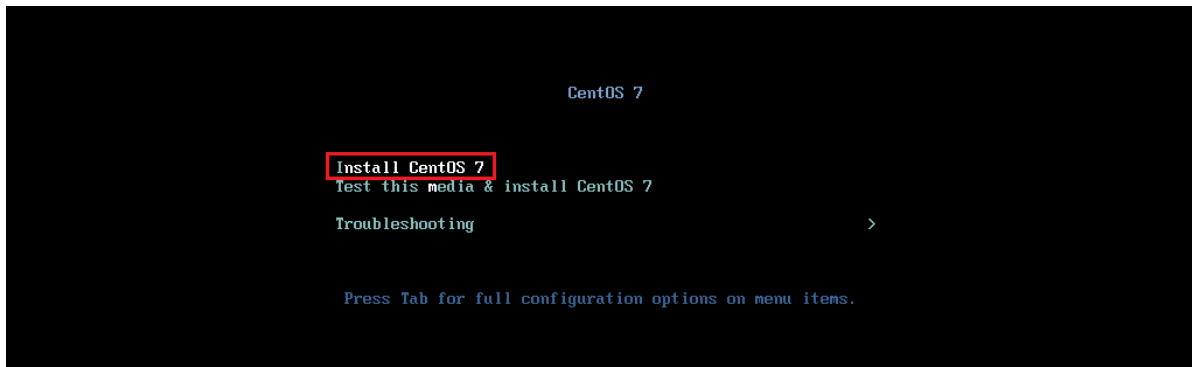 CentOS 7
Install CentOS 7
Test this media & install CentOS 7
Troubleshooting >
Press Tab for full configuration options on menu items.